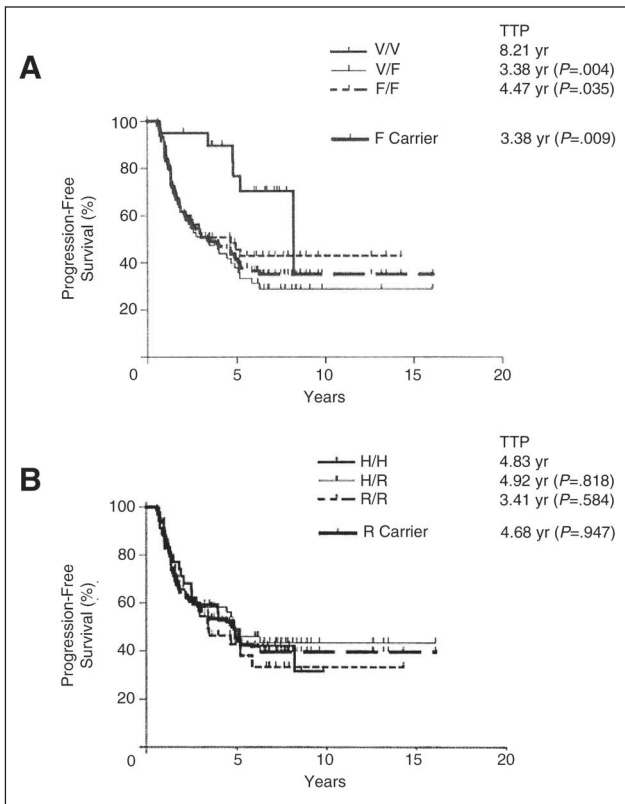 TTP
V/V 8.21 yr
A
V/F 3.38 yr (P=.004)
F/F 4.47 yr (P=.035)
100
F Carrier 3.38 yr (P=.009)
80
60
40
20
0 5 10 15 20
Progression-Free
Survival (%)
Years
TTP
B
H/H 4.83 yr
H/R 4.92 yr (P=.818)
R/R 3.41 yr (P=.584)
100
R Carrier 4.68 yr (P=.947)
80
60
40
20
0 5 10 15 20
Progression-Free
Survival (%)
Years